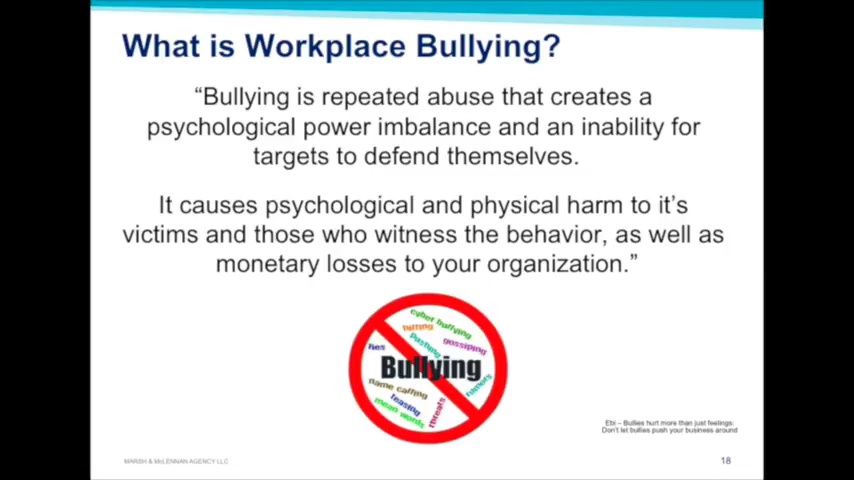 What is Workplace Bullying?
“Bullying is repeated abuse that creates a
psychological power imbalance and an inability for
targets to defend themselves.
It causes psychological and physical harm to it’s
victims and those who witness the behavior, as well as
monetary losses to your organization.”
cyber bullying
hitting
pushing
gossiping
lies
Bullying
name calling
rumors
teasing
mean words
threats
Ebi – Bullies hurt more than just feelings:
Don’t let bullies push your business around
MARSH & McLENNAN AGENCY LLC
18